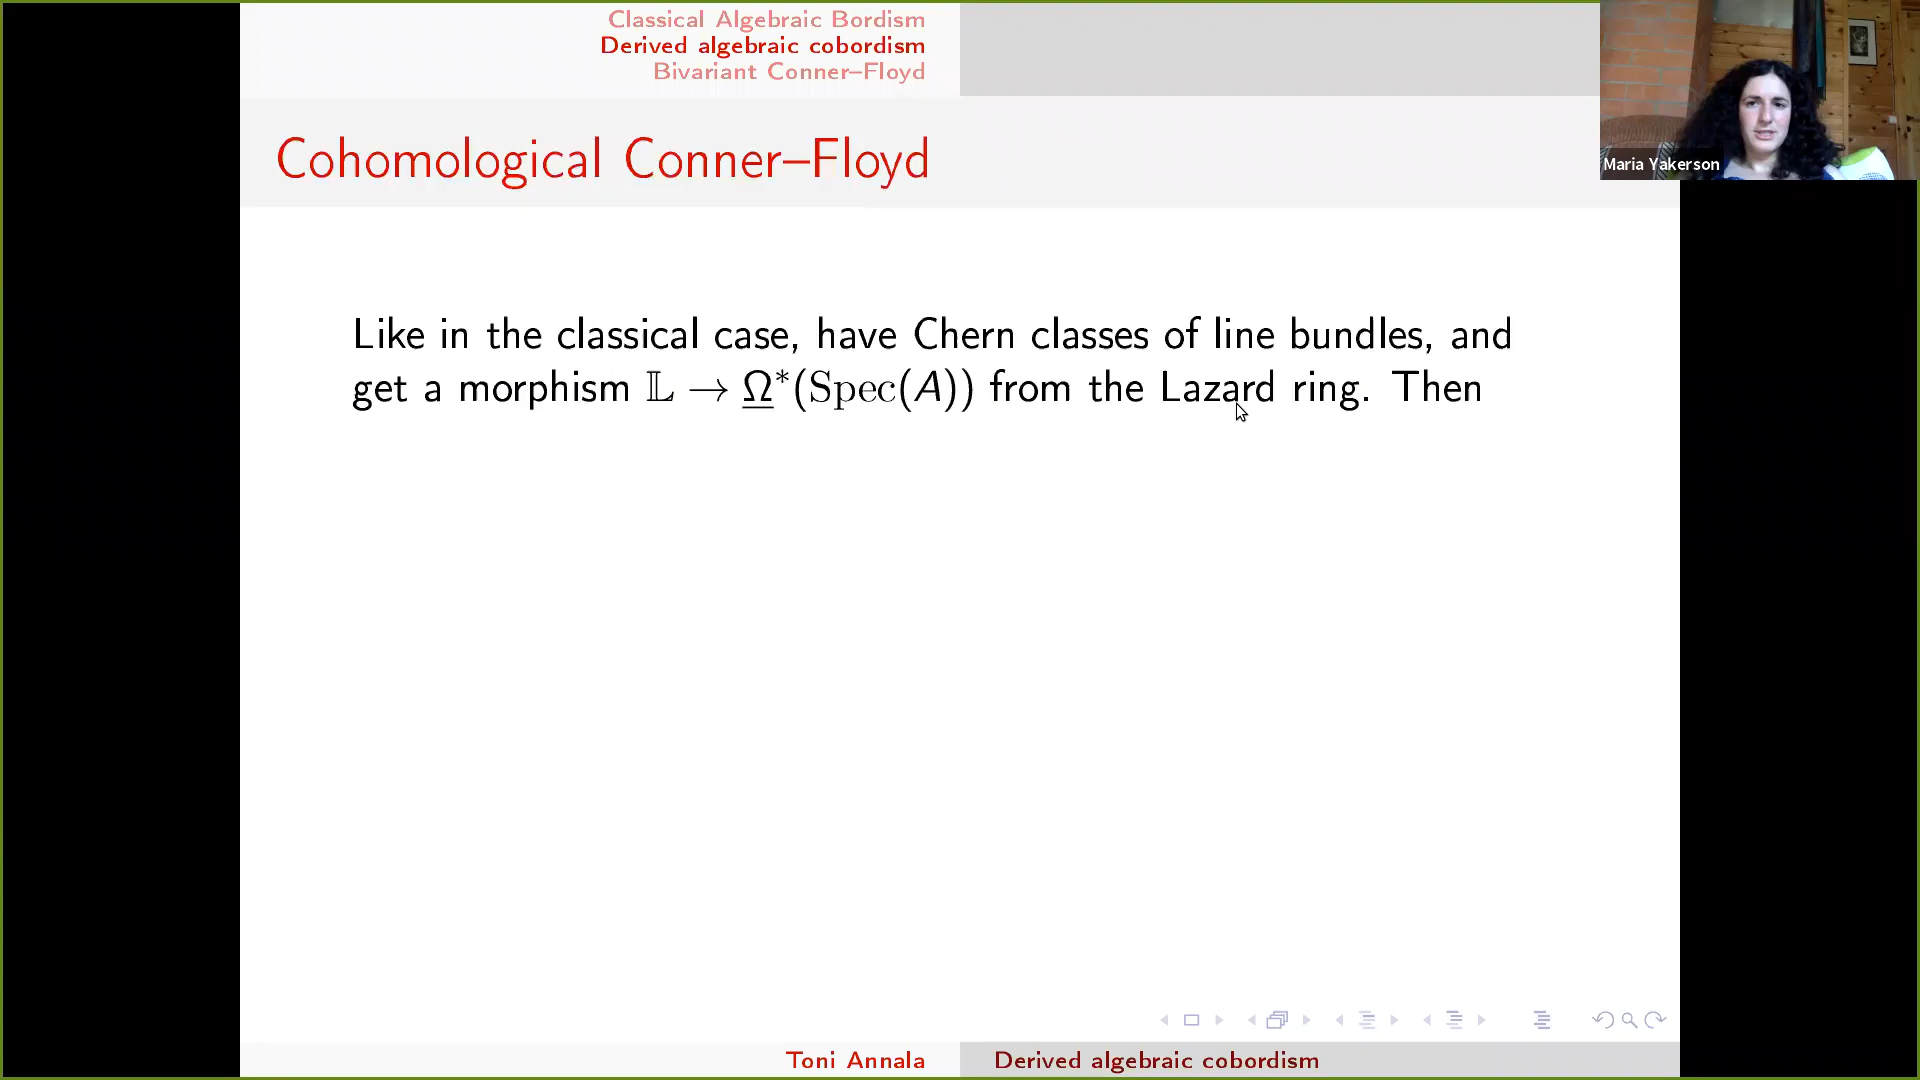 Classical Algebraic Bordism
Derived algebraic cobordism
Bivariant Conner–Floyd
Maria Yakerson
Cohomological Conner–Floyd
Like in the classical case, have Chern classes of line bundles, and
get a morphism 𝕃 → Ω̲*(Spec(A)) from the Lazard ring. Then
Toni Annala
Derived algebraic cobordism